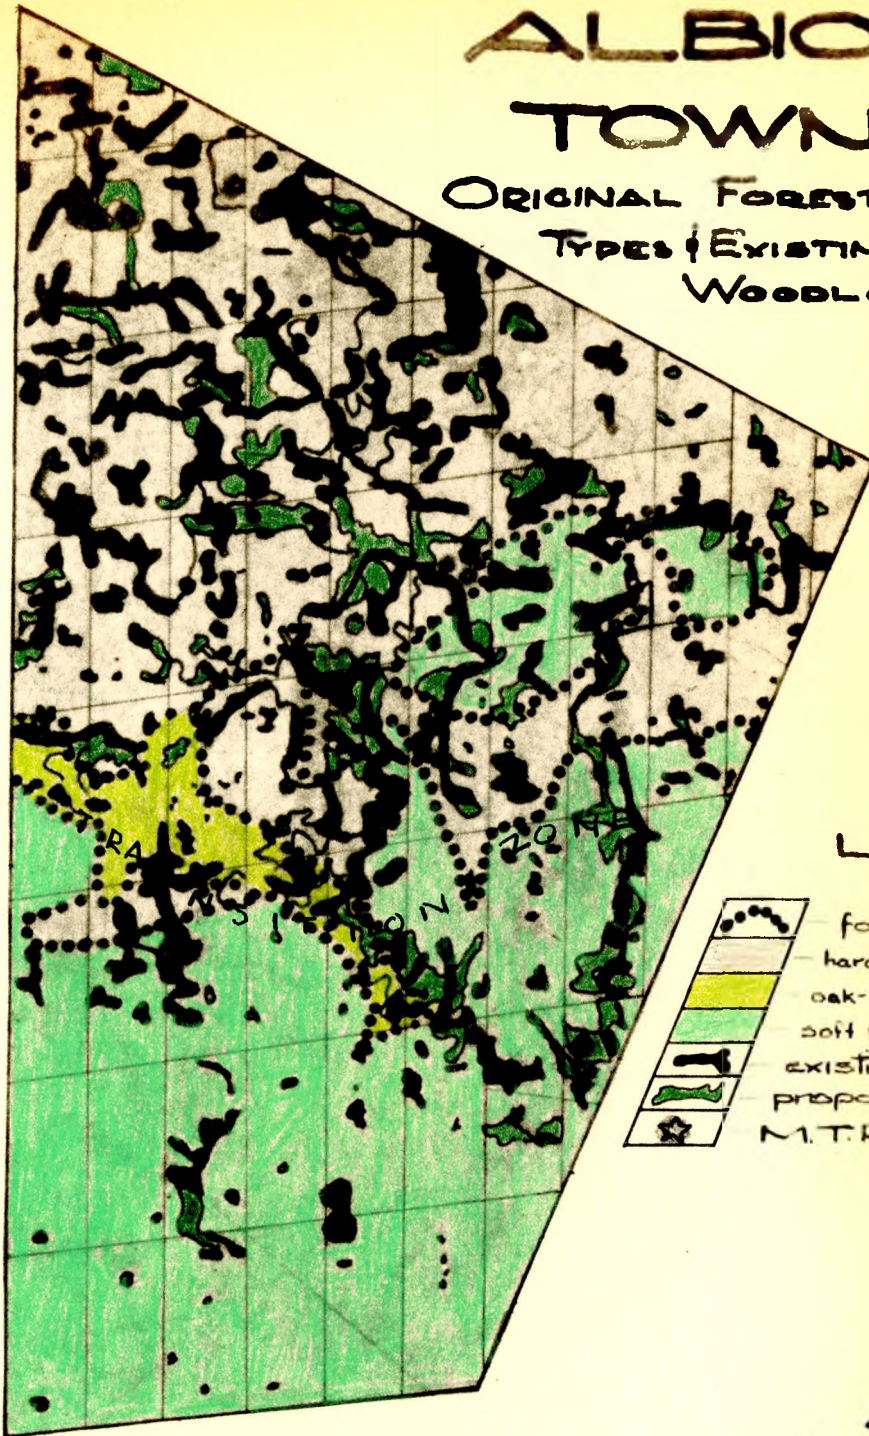 ALBIO
TOWN
ORIGINAL FOREST
TYPES & EXISTIN
WOODL
TRANSITION ZONE
L
fo
hard
oak-
soft
existi
propo
M.T.